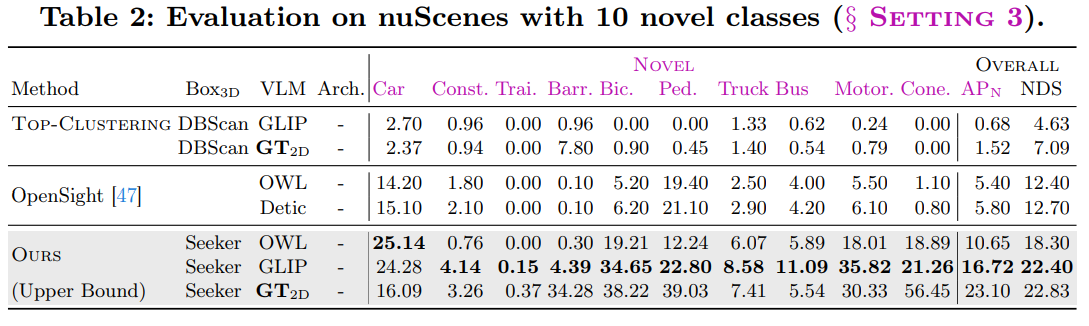 Table 2: Evaluation on nuScenes with 10 novel classes (§ SETTING 3).
NOVEL OVERALL
Method Box3D VLM Arch. Car Const. Trai. Barr. Bic. Ped. Truck Bus Motor. Cone. APN NDS
TOP-CLUSTERING DBScan GLIP - 2.70 0.96 0.00 0.96 0.00 0.00 1.33 0.62 0.24 0.00 0.68 4.63
DBScan GT2D - 2.37 0.94 0.00 7.80 0.90 0.45 1.40 0.54 0.79 0.00 1.52 7.09
OpenSight [47]
OWL - 14.20 1.80 0.00 0.10 5.20 19.40 2.50 4.00 5.50 1.10 5.40 12.40
Detic - 15.10 2.10 0.00 0.10 6.20 21.10 2.90 4.20 6.10 0.80 5.80 12.70
OURS
Seeker OWL - 25.14 0.76 0.00 0.30 19.21 12.24 6.07 5.89 18.01 18.89 10.65 18.30
Seeker GLIP - 24.28 4.14 0.15 4.39 34.65 22.80 8.58 11.09 35.82 21.26 16.72 22.40
(Upper Bound) Seeker GT2D - 16.09 3.26 0.37 34.28 38.22 39.03 7.41 5.54 30.33 56.45 23.10 22.83